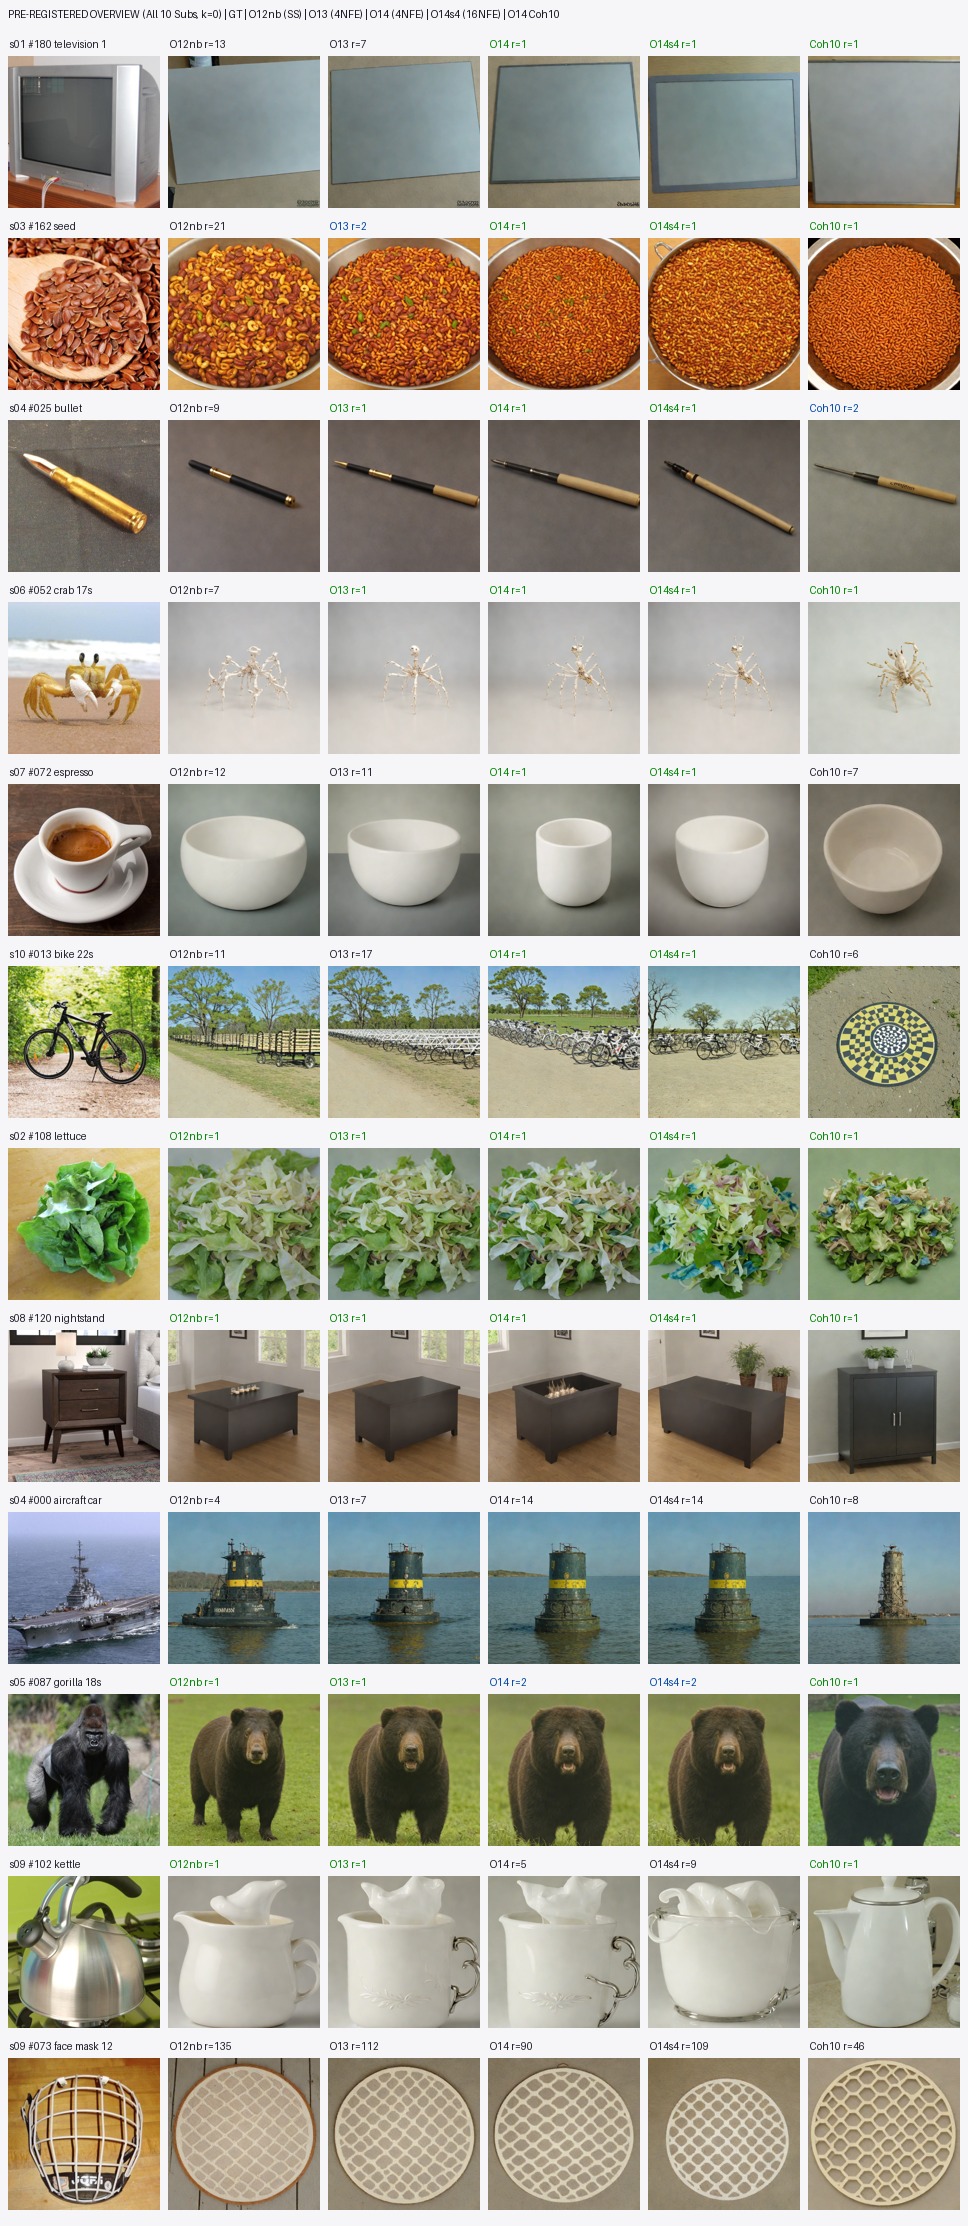 PRE-REGISTERED OVERVIEW (All 10 Subs, k=0) | GT | O12nb (SS) | O13 (4NFE) | O14 (4NFE) | O14s4 (16NFE) | O14 Coh10
s01 #180 television 1 O12nb r=13 O13 r=7 O14 r=1 O14s4 r=1 Coh10 r=1
s03 #162 seed O12nb r=21 O13 r=2 O14 r=1 O14s4 r=1 Coh10 r=1
s04 #025 bullet O12nb r=9 O13 r=1 O14 r=1 O14s4 r=1 Coh10 r=2
s06 #052 crab 17s O12nb r=7 O13 r=1 O14 r=1 O14s4 r=1 Coh10 r=1
s07 #072 espresso O12nb r=12 O13 r=11 O14 r=1 O14s4 r=1 Coh10 r=7
s10 #013 bike 22s O12nb r=11 O13 r=17 O14 r=1 O14s4 r=1 Coh10 r=6
s02 #108 lettuce O12nb r=1 O13 r=1 O14 r=1 O14s4 r=1 Coh10 r=1
s08 #120 nightstand O12nb r=1 O13 r=1 O14 r=1 O14s4 r=1 Coh10 r=1
s04 #000 aircraft car O12nb r=4 O13 r=7 O14 r=14 O14s4 r=14 Coh10 r=8
s05 #087 gorilla 18s O12nb r=1 O13 r=1 O14 r=2 O14s4 r=2 Coh10 r=1
s09 #102 kettle O12nb r=1 O13 r=1 O14 r=5 O14s4 r=9 Coh10 r=1
s09 #073 face mask 12 O12nb r=135 O13 r=112 O14 r=90 O14s4 r=109 Coh10 r=46